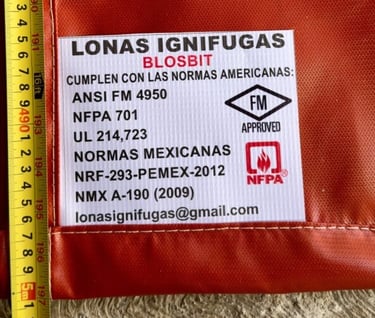 LONAS IGNIFUGAS
BLOSBIT
CUMPLEN CON LAS NORMAS AMERICANAS:
ANSI FM 4950
NFPA 701
UL 214,723
NORMAS MEXICANAS
NRF-293-PEMEX-2012
NMX A-190 (2009)
lonasignifugas@gmail.com
FM
APPROVED
NFPA®